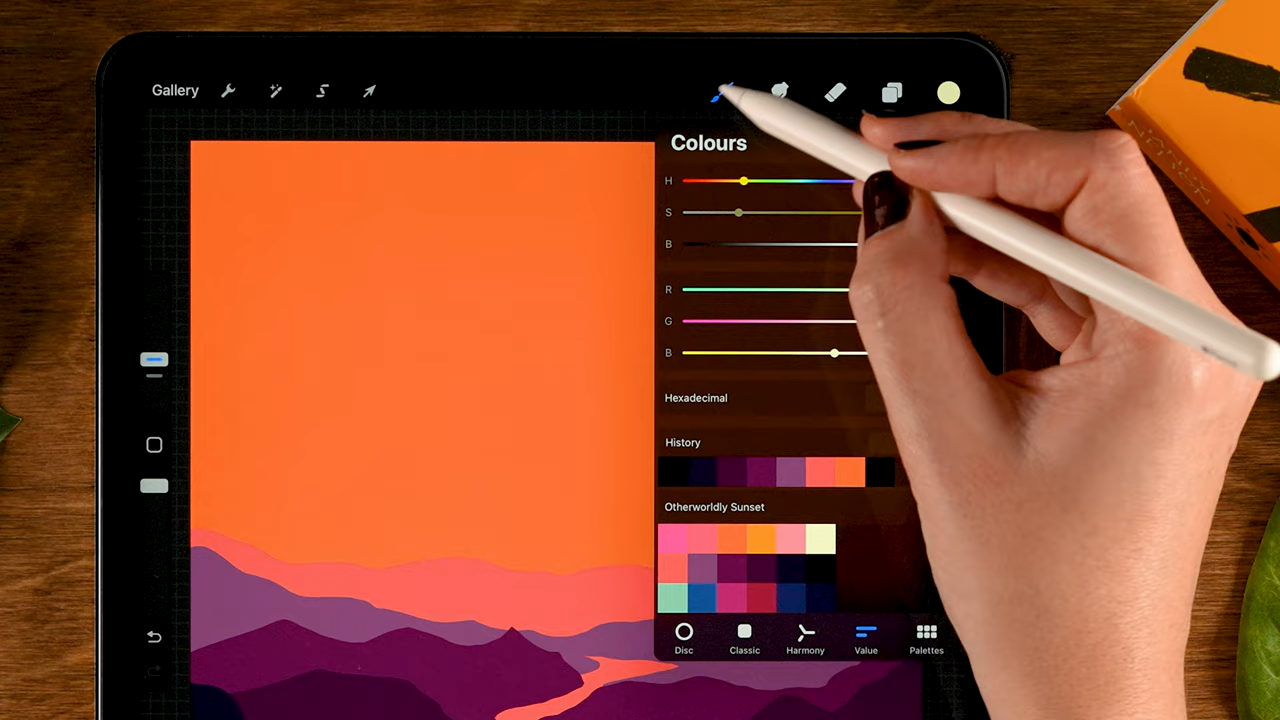 Gallery
Colours
H
S
B
R
G
B
Hexadecimal
History
Otherworldly Sunset
Disc
Classic
Harmony
Value
Palettes